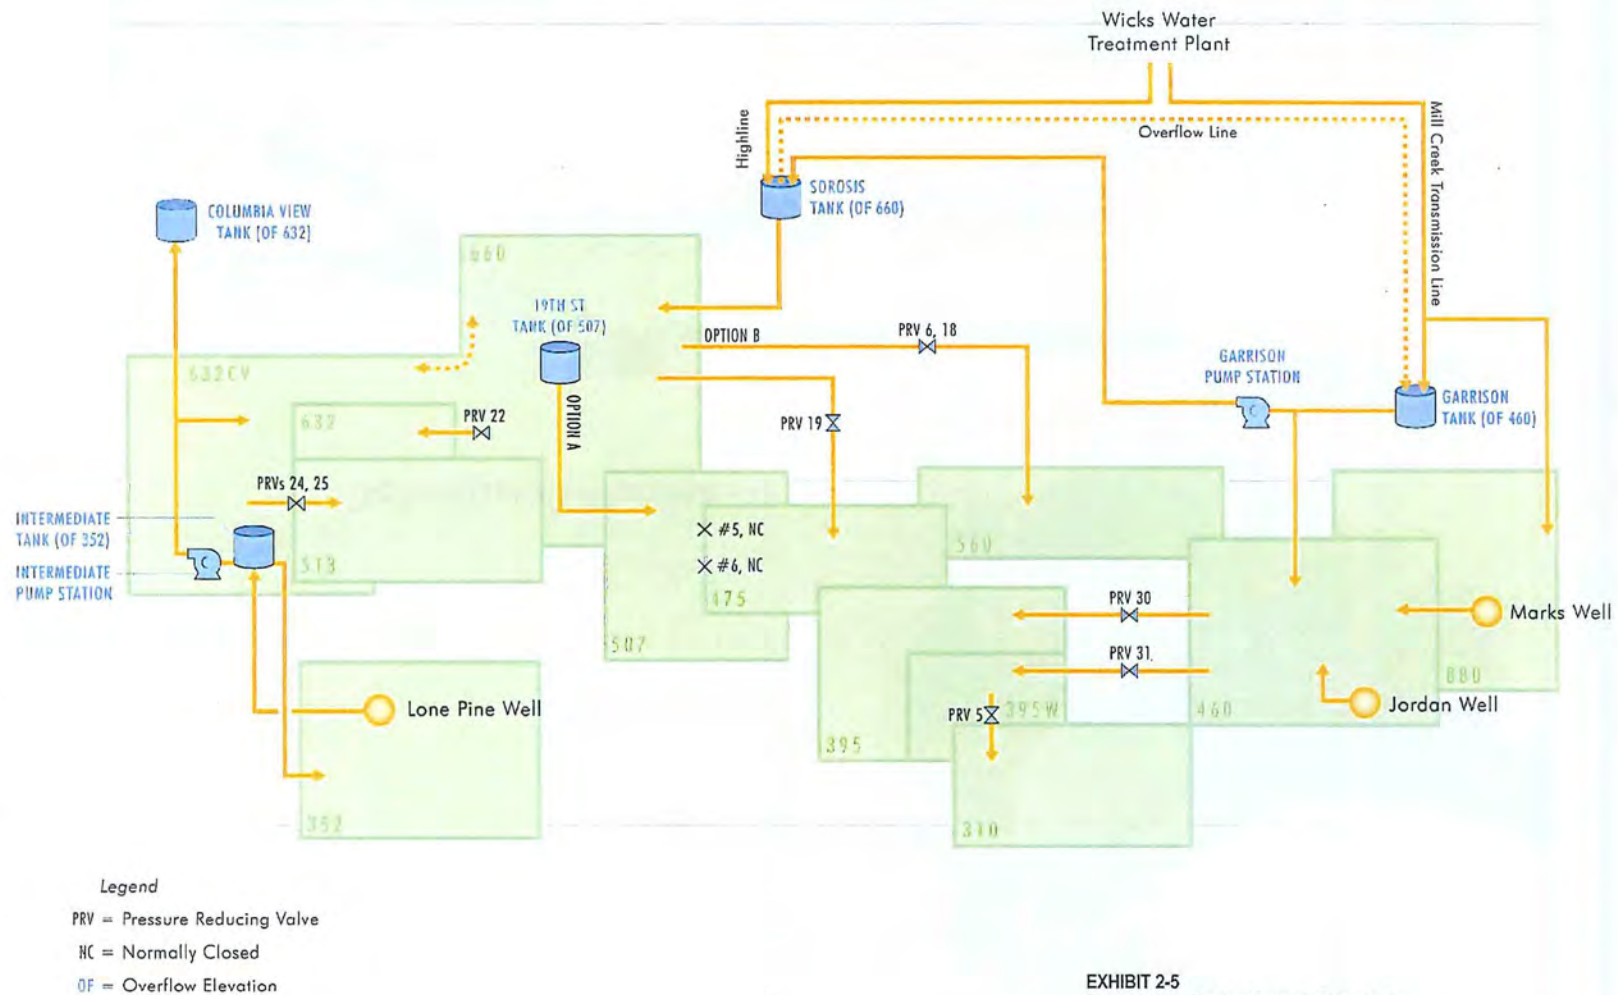 Wicks Water
Treatment Plant
Highline
Overflow Line
Mill Creek Transmission Line
SOROSIS
TANK (OF 660)
COLUMBIA VIEW
TANK (OF 632)
660
19TH ST
TANK (OF 507)
OPTION B
PRV 6, 18
GARRISON
PUMP STATION
GARRISON
TANK (OF 460)
632CV
632
PRV 22
OPTION A
PRV 19
PRVs 24, 25
INTERMEDIATE
TANK (OF 352)
INTERMEDIATE
PUMP STATION
C
C
513
#5, NC
#6, NC
475
507
560
PRV 30
PRV 31
Marks Well
880
Jordan Well
460
PRV 5
395W
395
310
Lone Pine Well
352
Legend
PRV = Pressure Reducing Valve
NC = Normally Closed
OF = Overflow Elevation
EXHIBIT 2-5